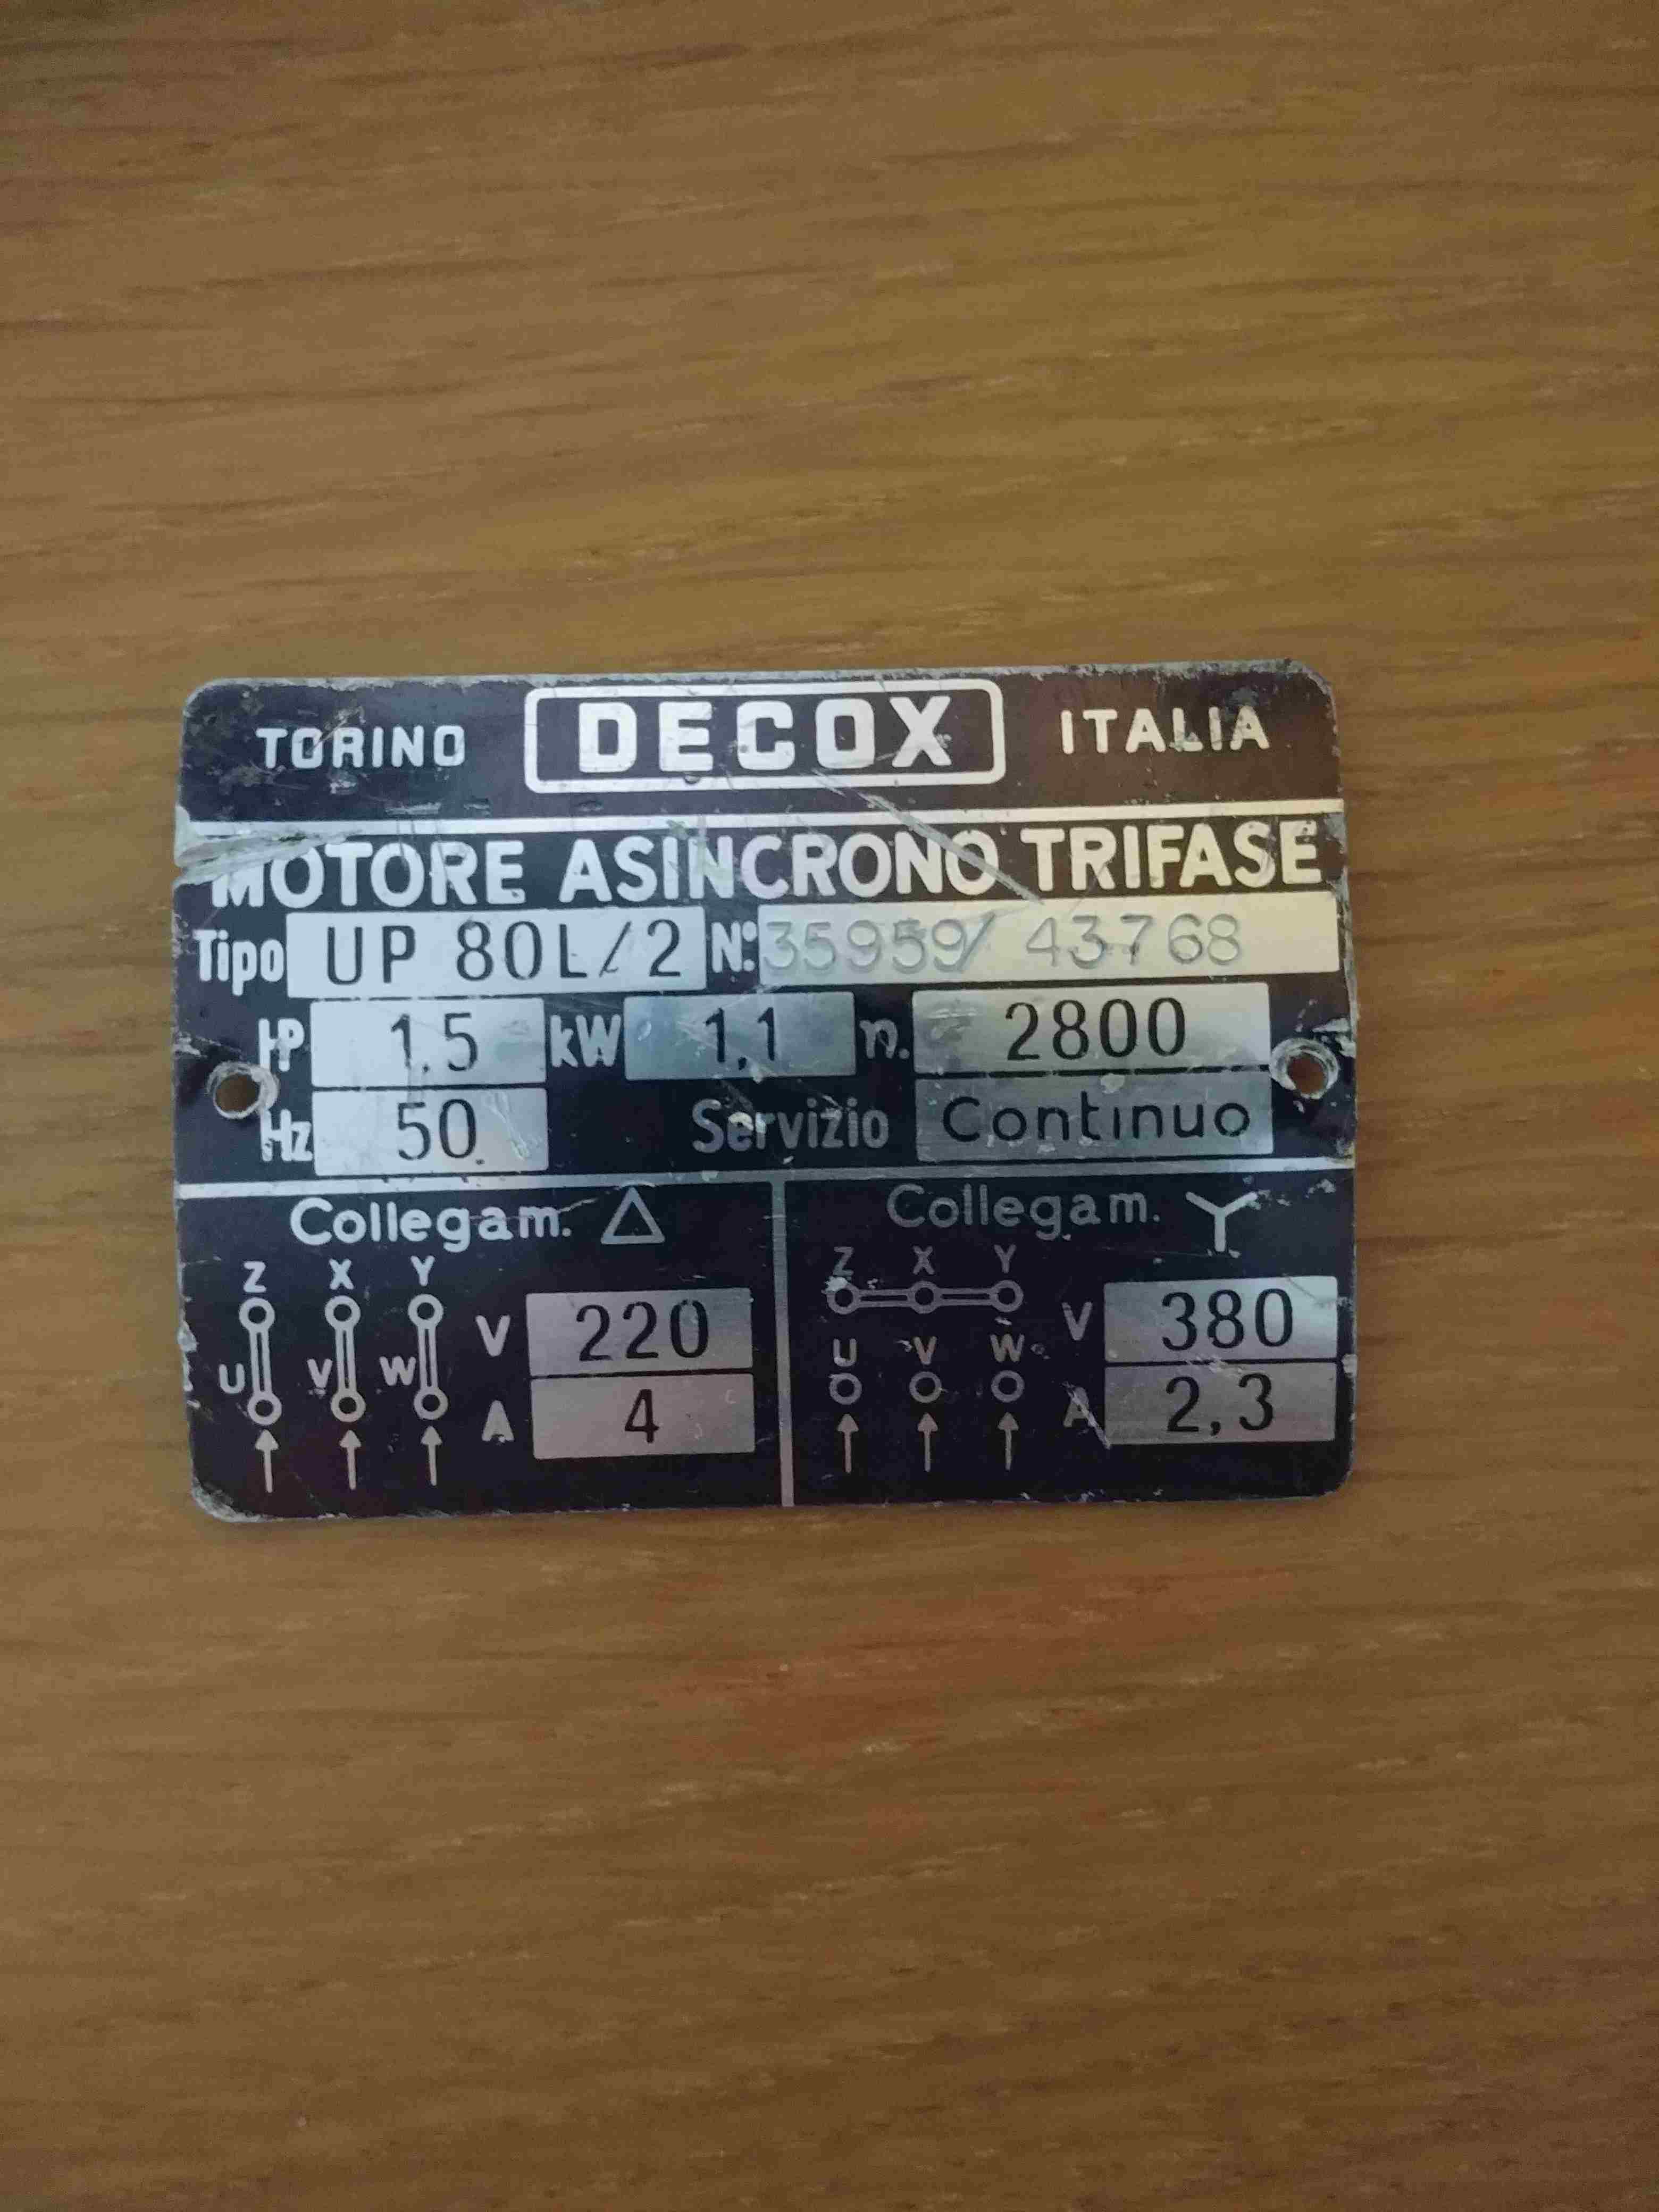 TORINO DECOX ITALIA
MOTORE ASINCRONO TRIFASE
Tipo UP 80L/2 N.º 35959/ 43768
HP 1,5 kW 1,1 n. 2800
Hz 50 Servizio Continuo
Collegam. Δ
Z X Y
U V W
V 220
A 4
Collegam. Y
Z X Y
U V W
V 380
A 2,3